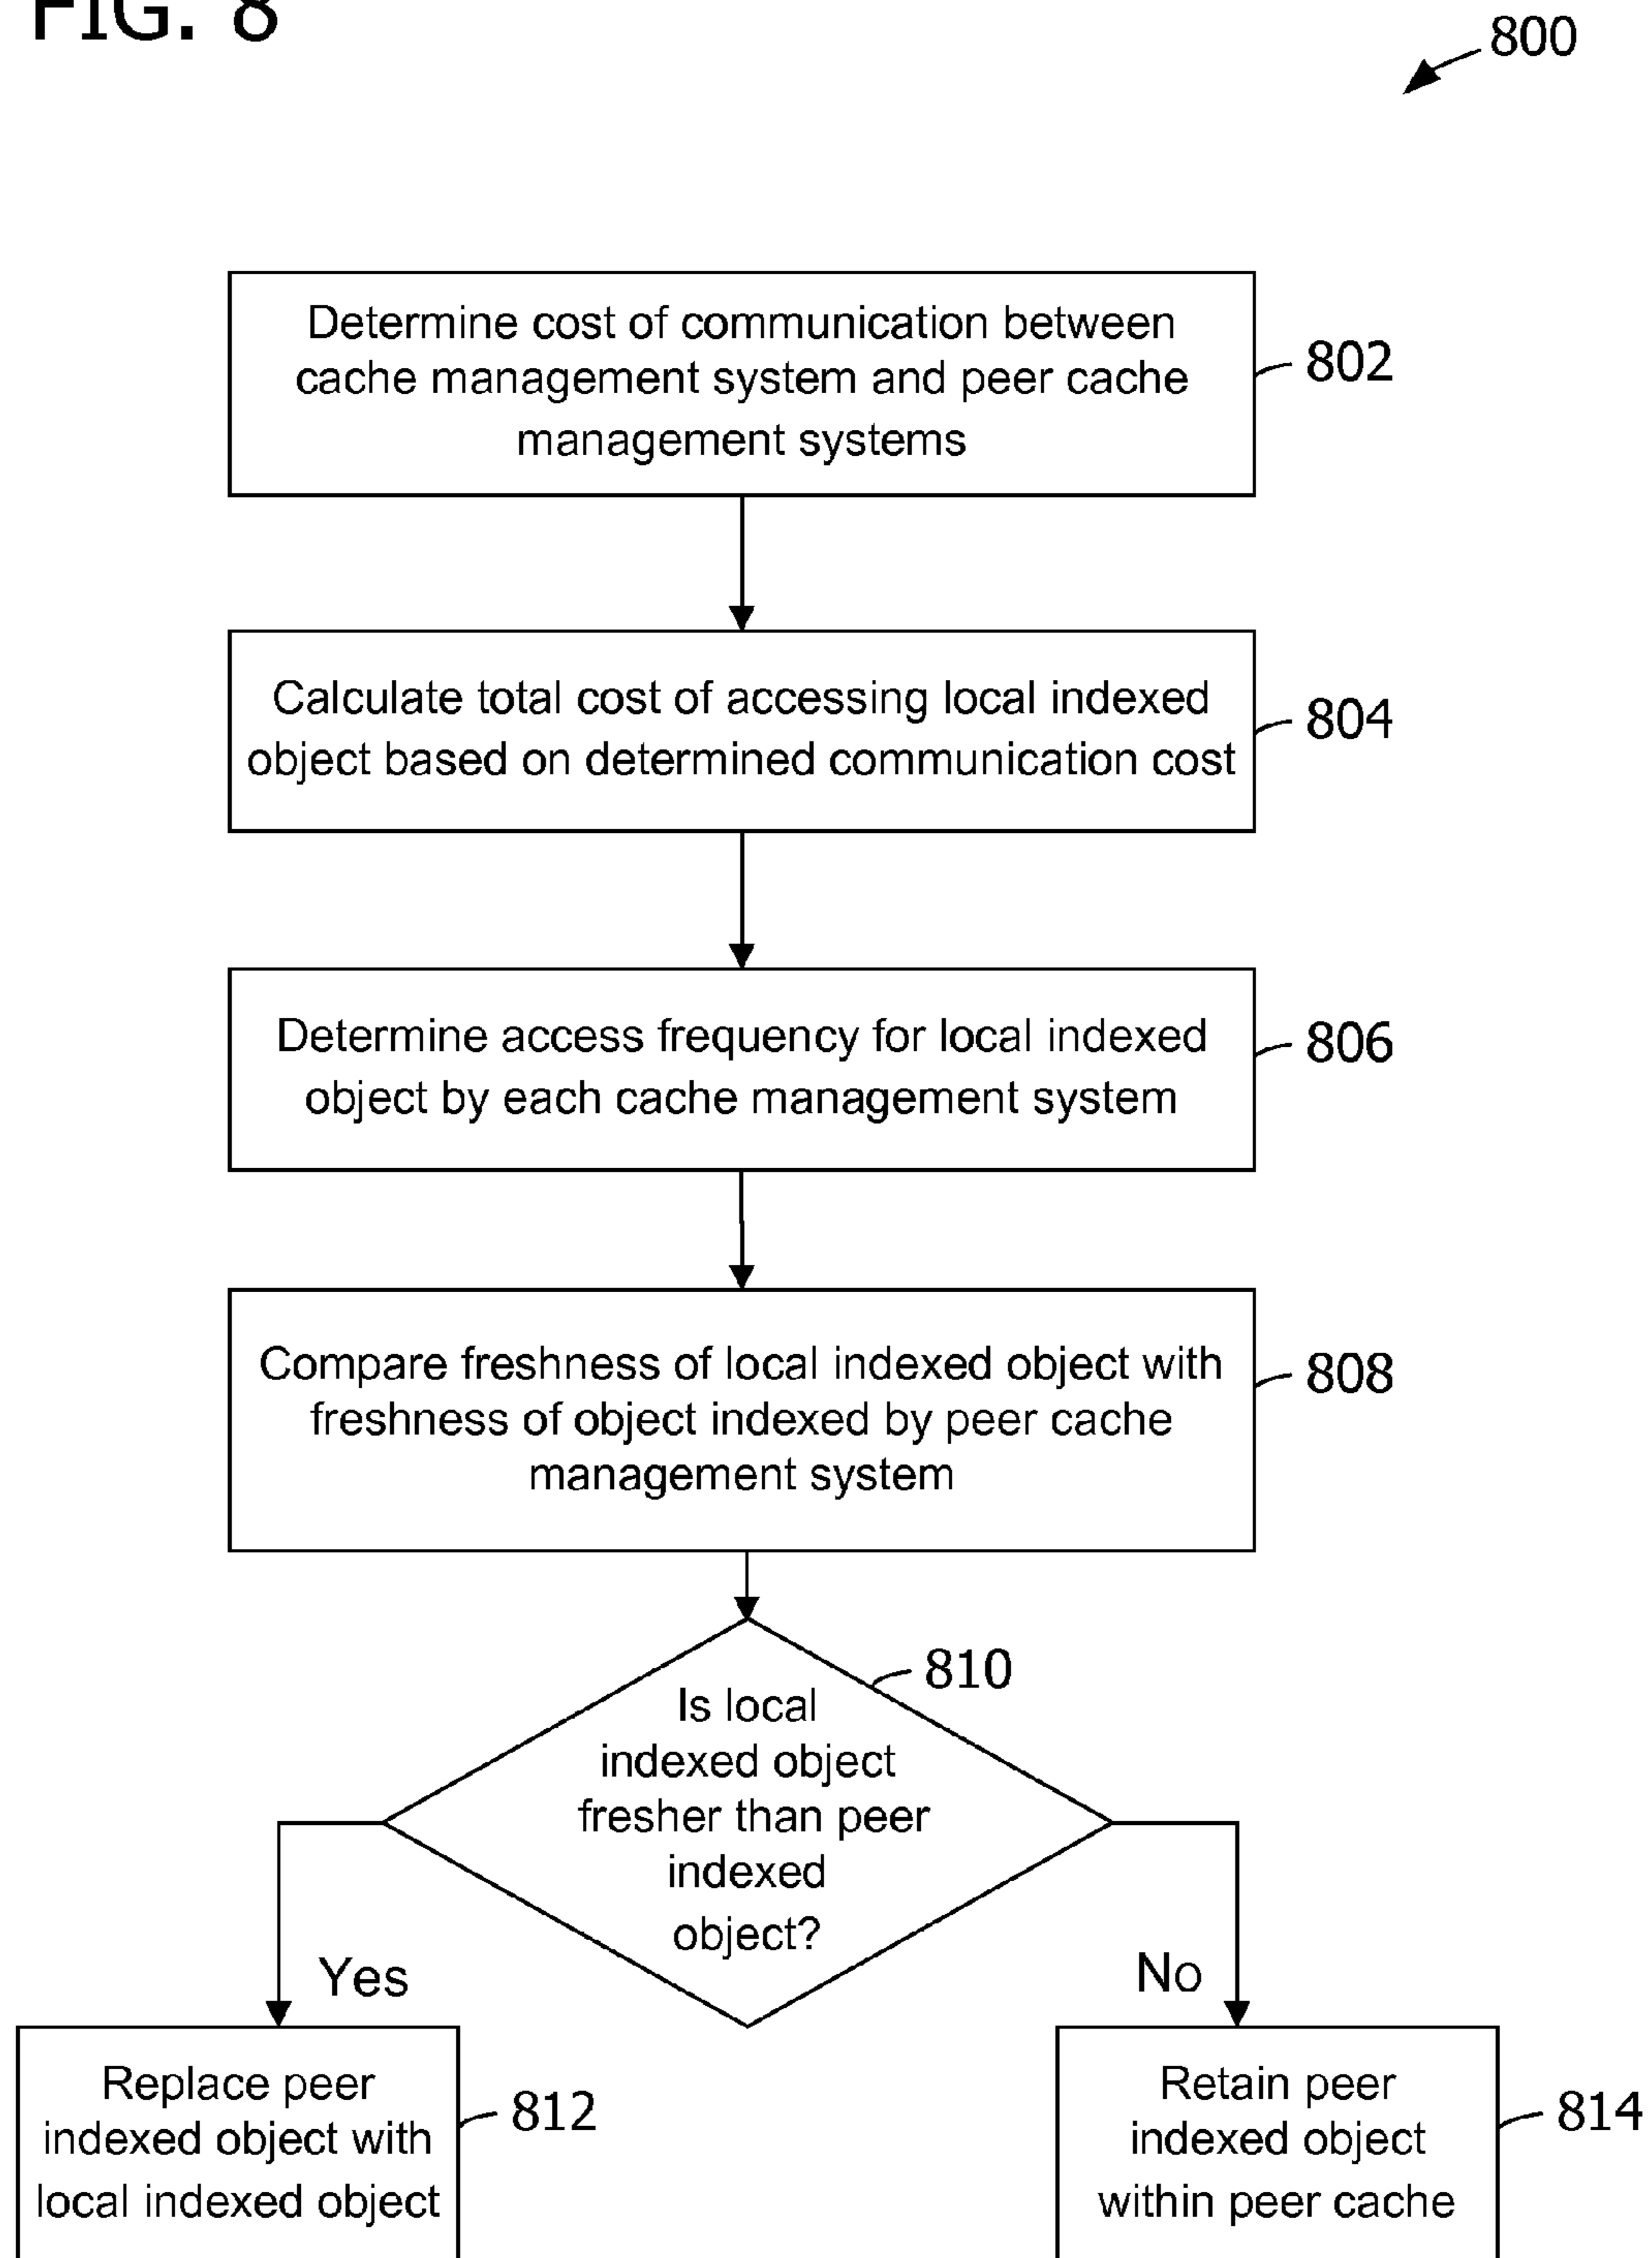 FIG. 8
800
Determine cost of communication between
cache management system and peer cache
management systems
802
Calculate total cost of accessing local indexed
object based on determined communication cost
804
Determine access frequency for local indexed
object by each cache management system
806
Compare freshness of local indexed object with
freshness of object indexed by peer cache
management system
808
810
Is local
indexed object
fresher than peer
indexed
object?
Yes
No
Replace peer
indexed object with
local indexed object
812
Retain peer
indexed object
within peer cache
814